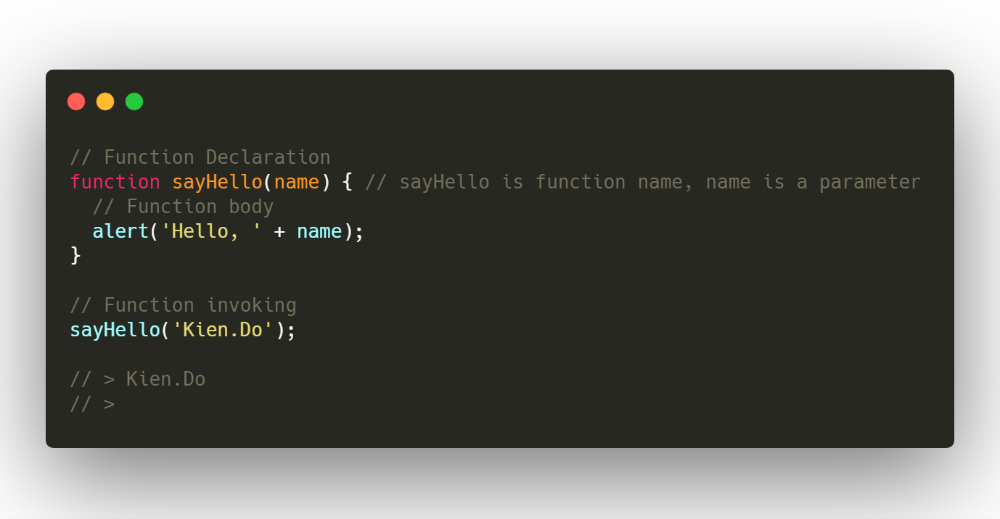 // Function Declaration
function sayHello(name) { // sayHello is function name, name is a parameter
  // Function body
  alert('Hello, ' + name);
}
// Function invoking
sayHello('Kien.Do');
// > Kien.Do
// >